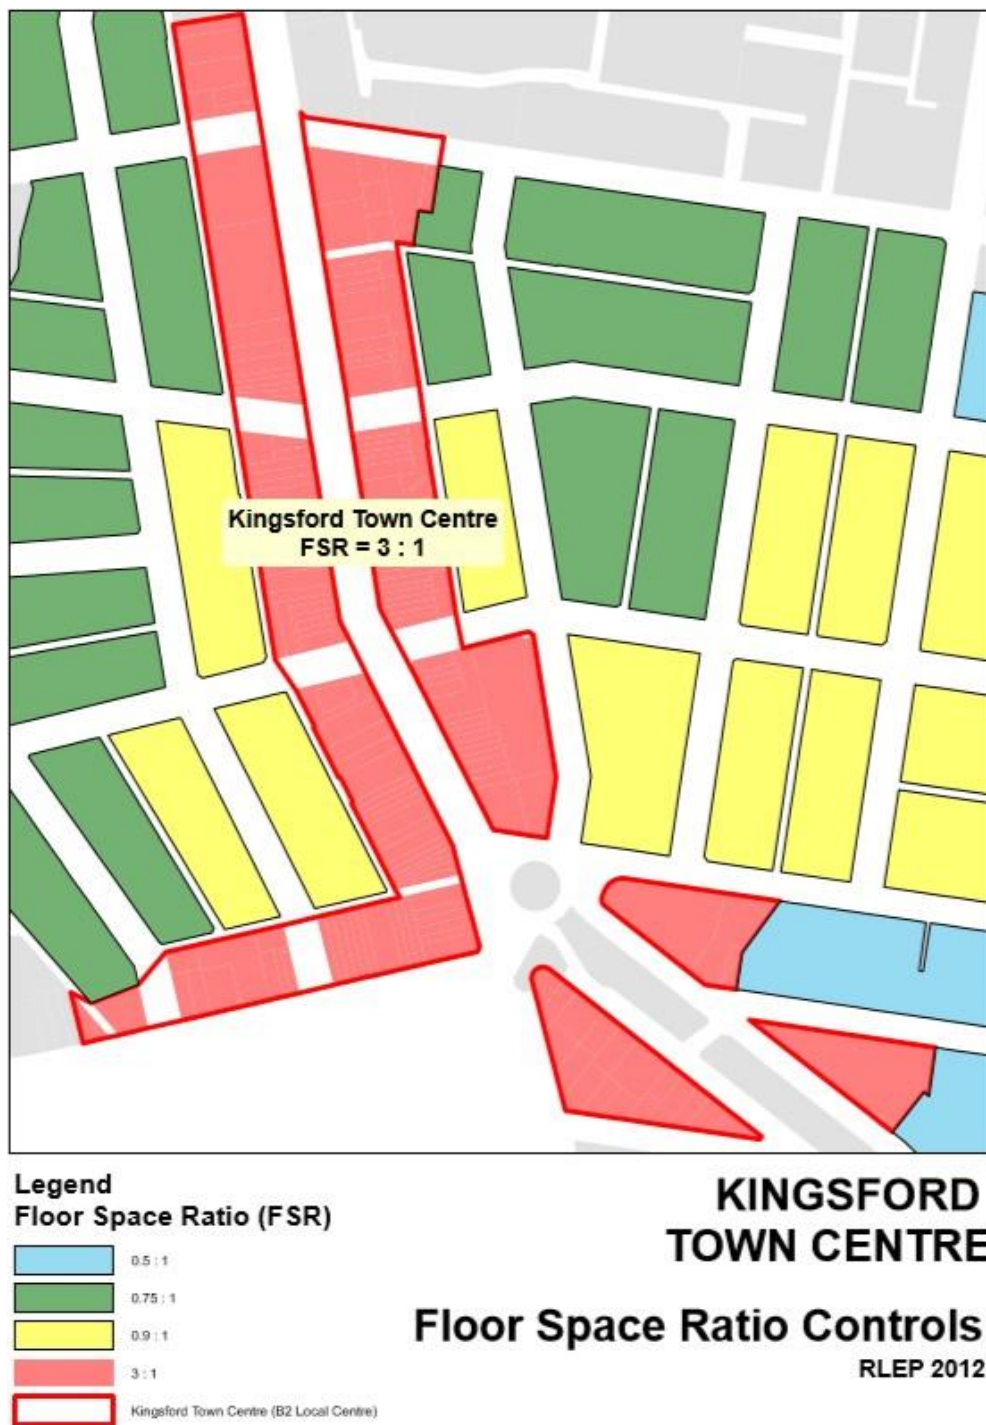 Kingsford Town Centre
FSR = 3 : 1
Legend
Floor Space Ratio (FSR)
0.5 : 1
0.75 : 1
0.9 : 1
3 : 1
Kingsford Town Centre (B2 Local Centre)
KINGSFORD
TOWN CENTRE
Floor Space Ratio Controls
RLEP 2012